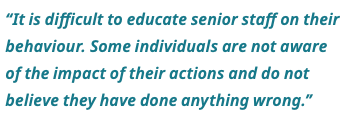 “It is difficult to educate senior staff on their
behaviour. Some individuals are not aware
of the impact of their actions and do not
believe they have done anything wrong.”